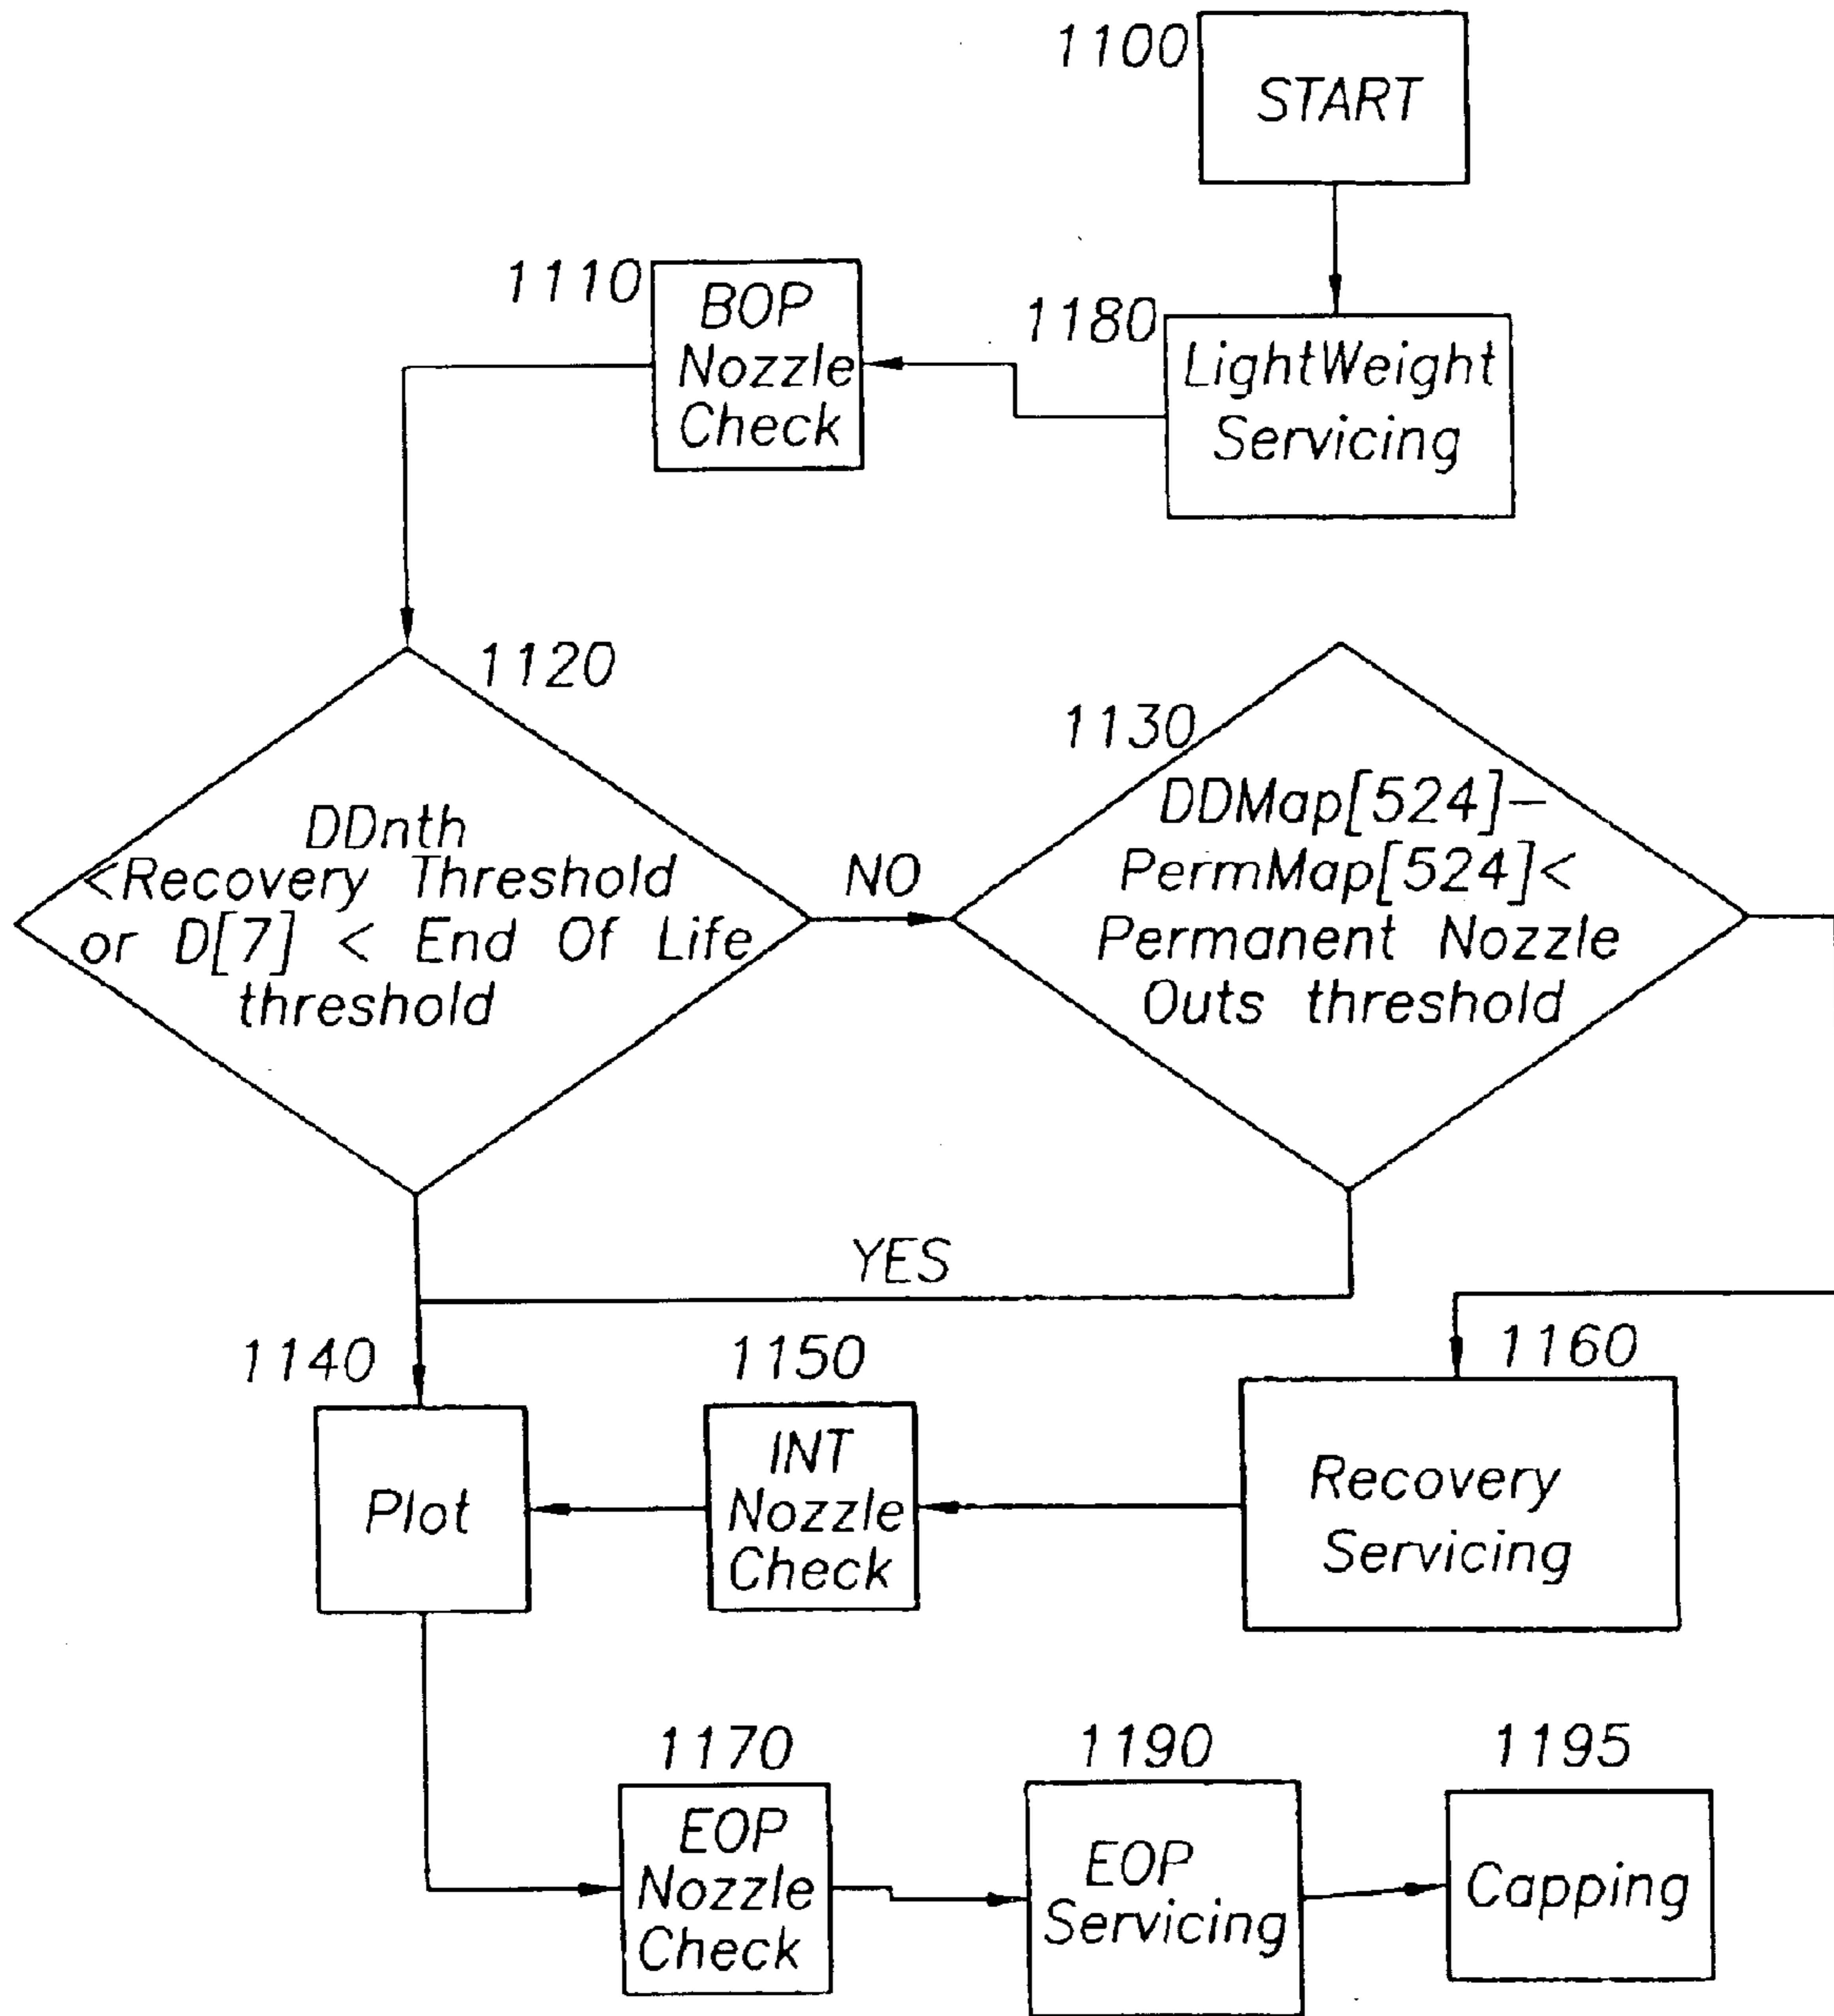 1100
START
1110
BOP
Nozzle
Check
1180
LightWeight
Servicing
1120
DDnth
<Recovery Threshold
or D[7] < End Of Life
threshold
NO
1130
DDMap[524]–
PermMap[524]<
Permanent Nozzle
Outs threshold
YES
1140
Plot
1150
INT
Nozzle
Check
1160
Recovery
Servicing
1170
EOP
Nozzle
Check
1190
EOP
Servicing
1195
Capping